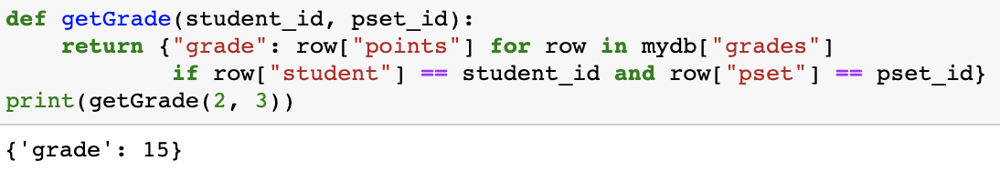 def getGrade(student_id, pset_id):
    return {"grade": row["points"] for row in mydb["grades"]
            if row["student"] == student_id and row["pset"] == pset_id}
print(getGrade(2, 3))
{'grade': 15}